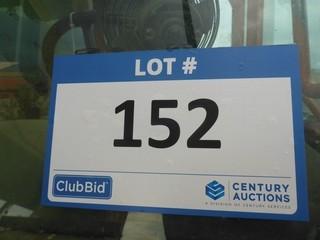 LOT #
152
ClubBid
CENTURY
AUCTIONS
A DIVISION OF CENTURY SERVICES